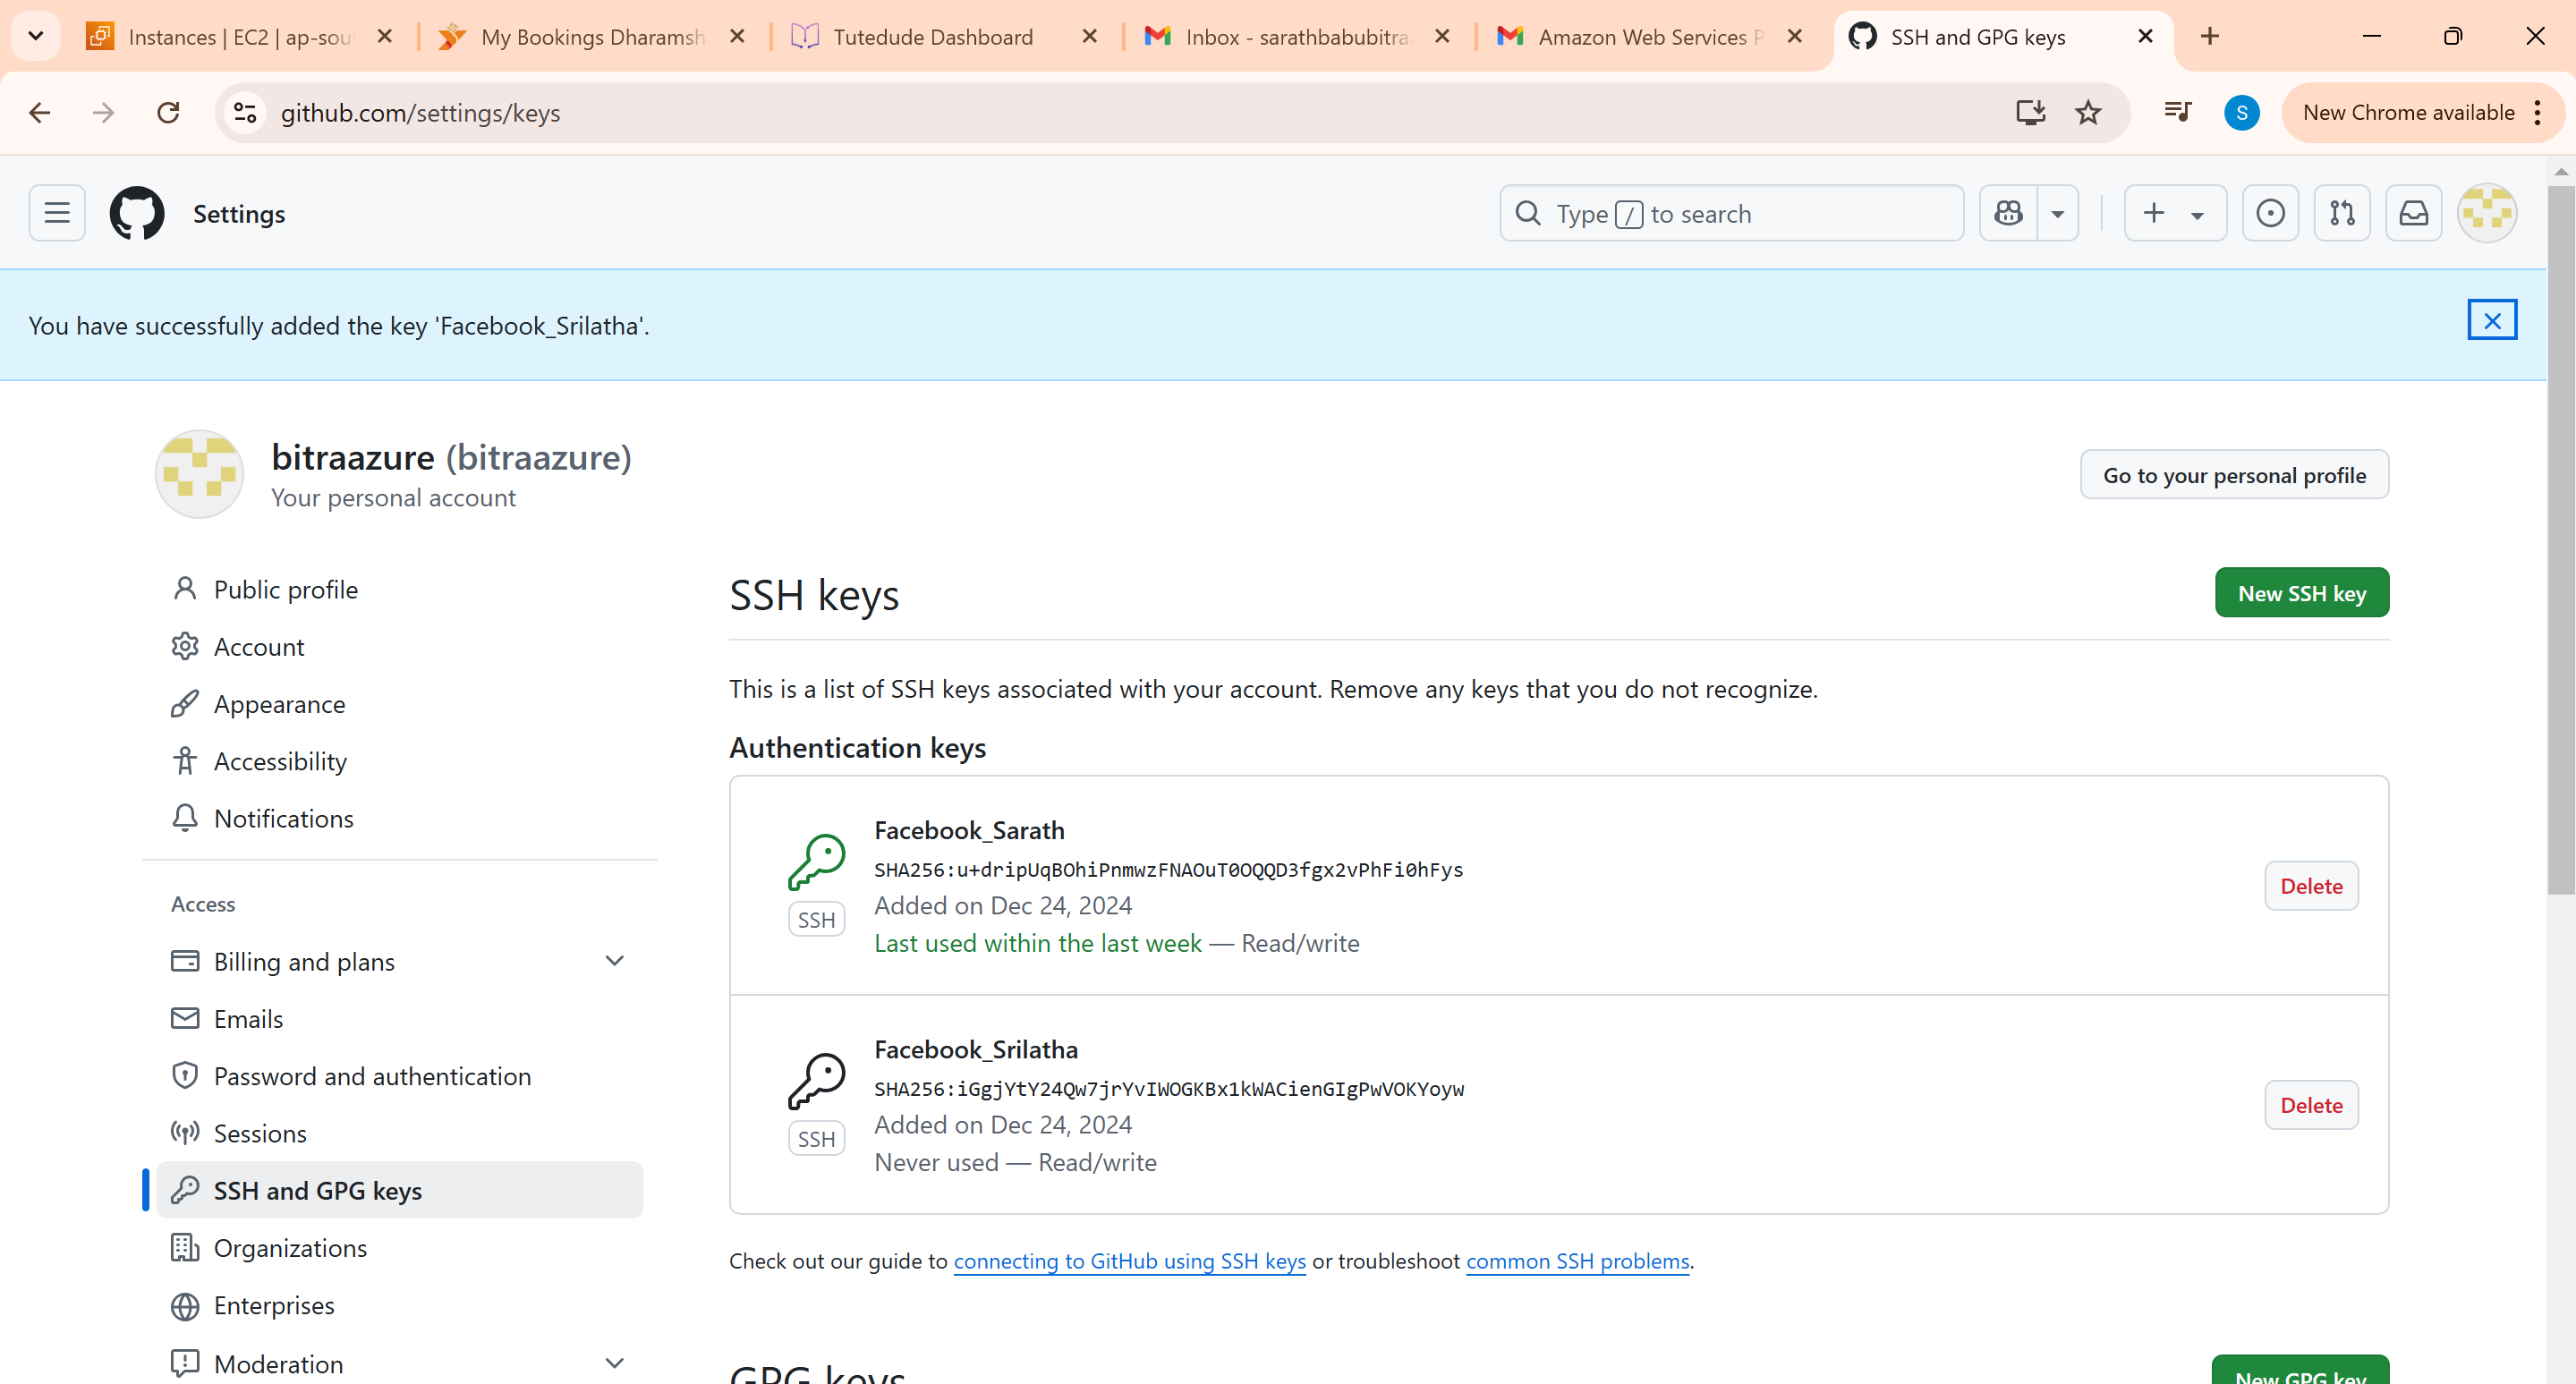 Instances | EC2 | ap-sou
My Bookings Dharamsh
Tutedude Dashboard
Inbox - sarathbabubitra
Amazon Web Services P
SSH and GPG keys
github.com/settings/keys
S
New Chrome available
Settings
Type / to search
You have successfully added the key 'Facebook_Srilatha'.
bitraazure (bitraazure)
Your personal account
Go to your personal profile
Public profile
Account
Appearance
Accessibility
Notifications
Access
Billing and plans
Emails
Password and authentication
Sessions
SSH and GPG keys
Organizations
Enterprises
Moderation
SSH keys
New SSH key
This is a list of SSH keys associated with your account. Remove any keys that you do not recognize.
Authentication keys
Facebook_Sarath
SHA256:u+dripUqBOhiPnmwzFNAOuT0OQQD3fgx2vPhFi0hFys
Added on Dec 24, 2024
Last used within the last week — Read/write
SSH
Delete
Facebook_Srilatha
SHA256:iGgjYtY24Qw7jrYvIWOGKBx1kWACienGIgPwVOKYoyw
Added on Dec 24, 2024
Never used — Read/write
SSH
Delete
Check out our guide to connecting to GitHub using SSH keys or troubleshoot common SSH problems.
GPG keys
New GPG key